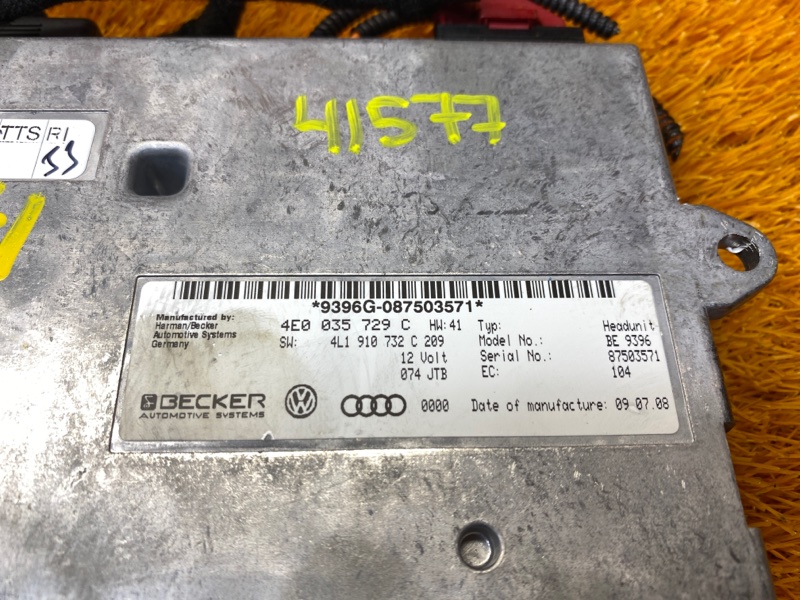 41577
TTS RI
33
*9396G-087503571*
Manufactured by:
Harman/Becker
Automotive Systems
Germany
4E0 035 729 C HW: 41 Typ: Headunit
SW: 4L1 910 732 C 209 Model No.: BE 9396
12 Volt Serial No.: 87503571
074 JTB EC: 104
BECKER
AUTOMOTIVE SYSTEMS
0000 Date of manufacture: 09.07.08